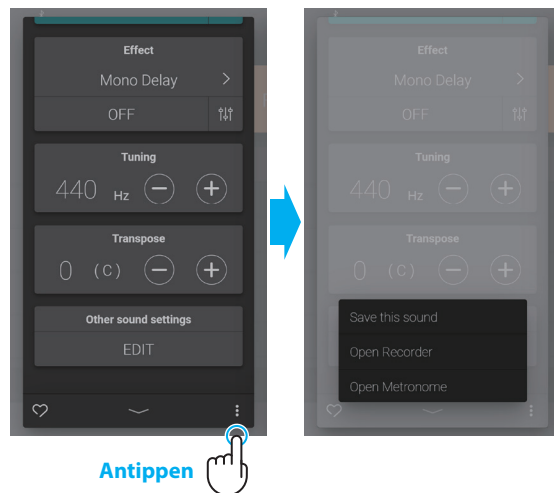 Effect
Mono Delay
OFF
Tuning
440 Hz
Transpose
0 (C)
Other sound settings
EDIT
Antippen
Effect
Mono Delay
OFF
Tuning
440 Hz
Transpose
0 (C)
Save this sound
Open Recorder
Open Metronome